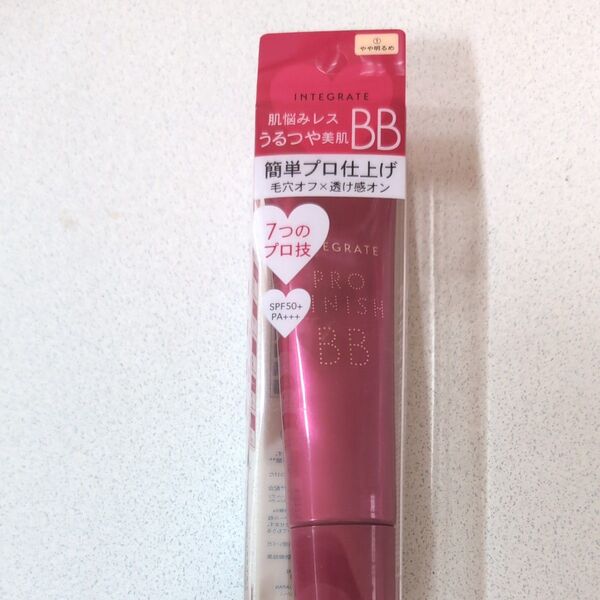 ①
やや明るめ
INTEGRATE
肌悩みレス
うるつや美肌 BB
簡単プロ仕上げ
毛穴オフ×透け感オン
7つの
プロ技
EGRATE
SPF50+
PA+++
PRO
INISH
BB